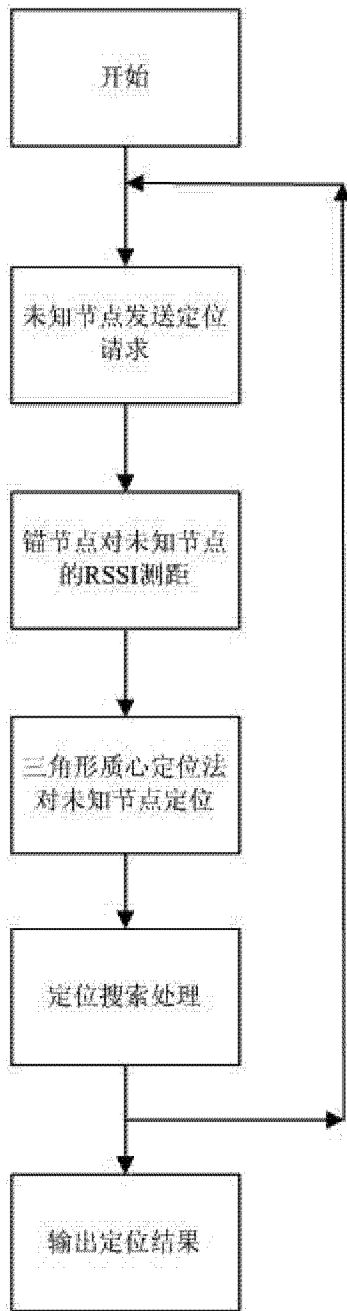 开始
未知节点发送定位
请求
锚节点对未知节点
的RSSI测距
三角形质心定位法
对未知节点定位
定位搜索处理
输出定位结果